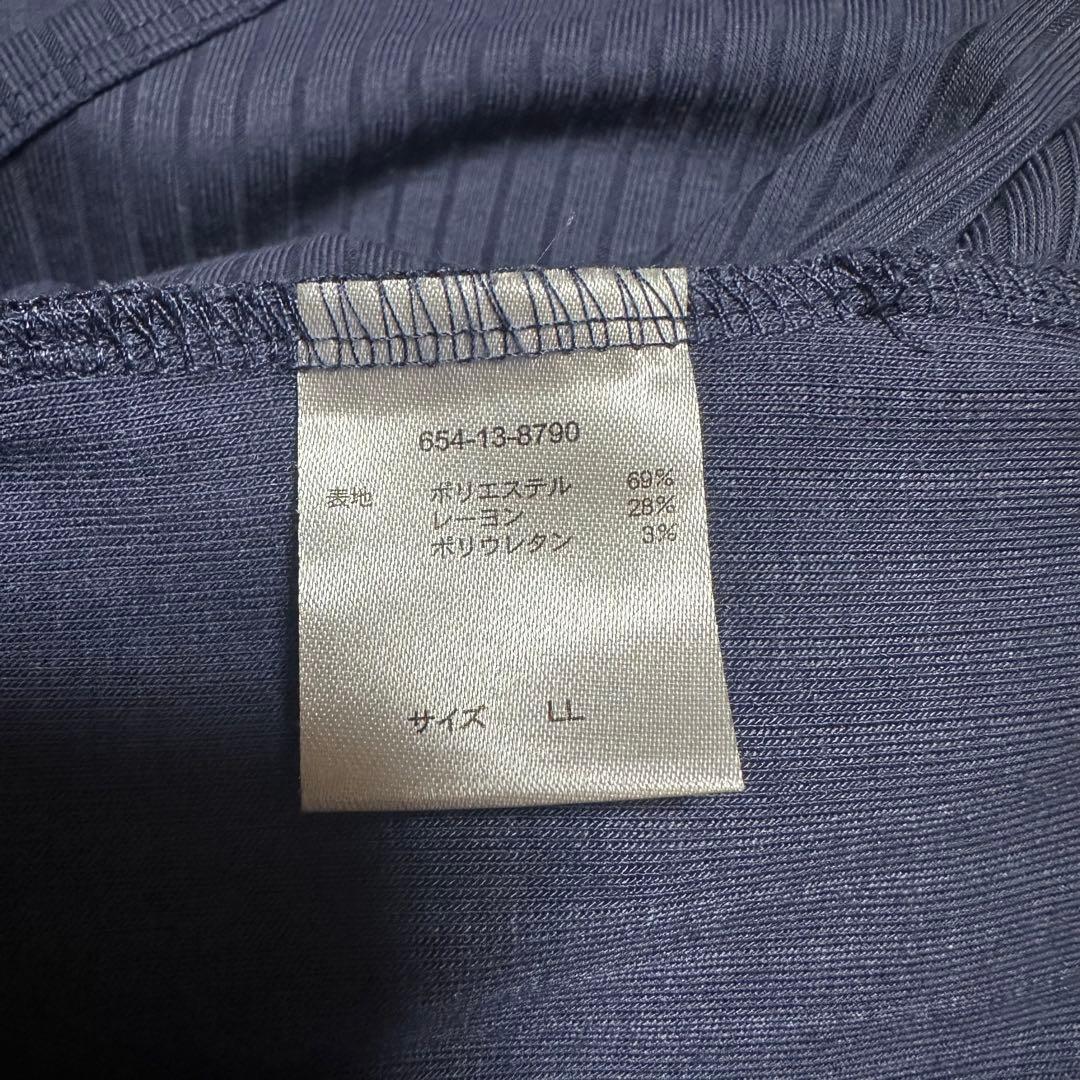 654-13-8790
表地 ポリエステル 69%
レーヨン 28%
ポリウレタン 3%
サイズ LL